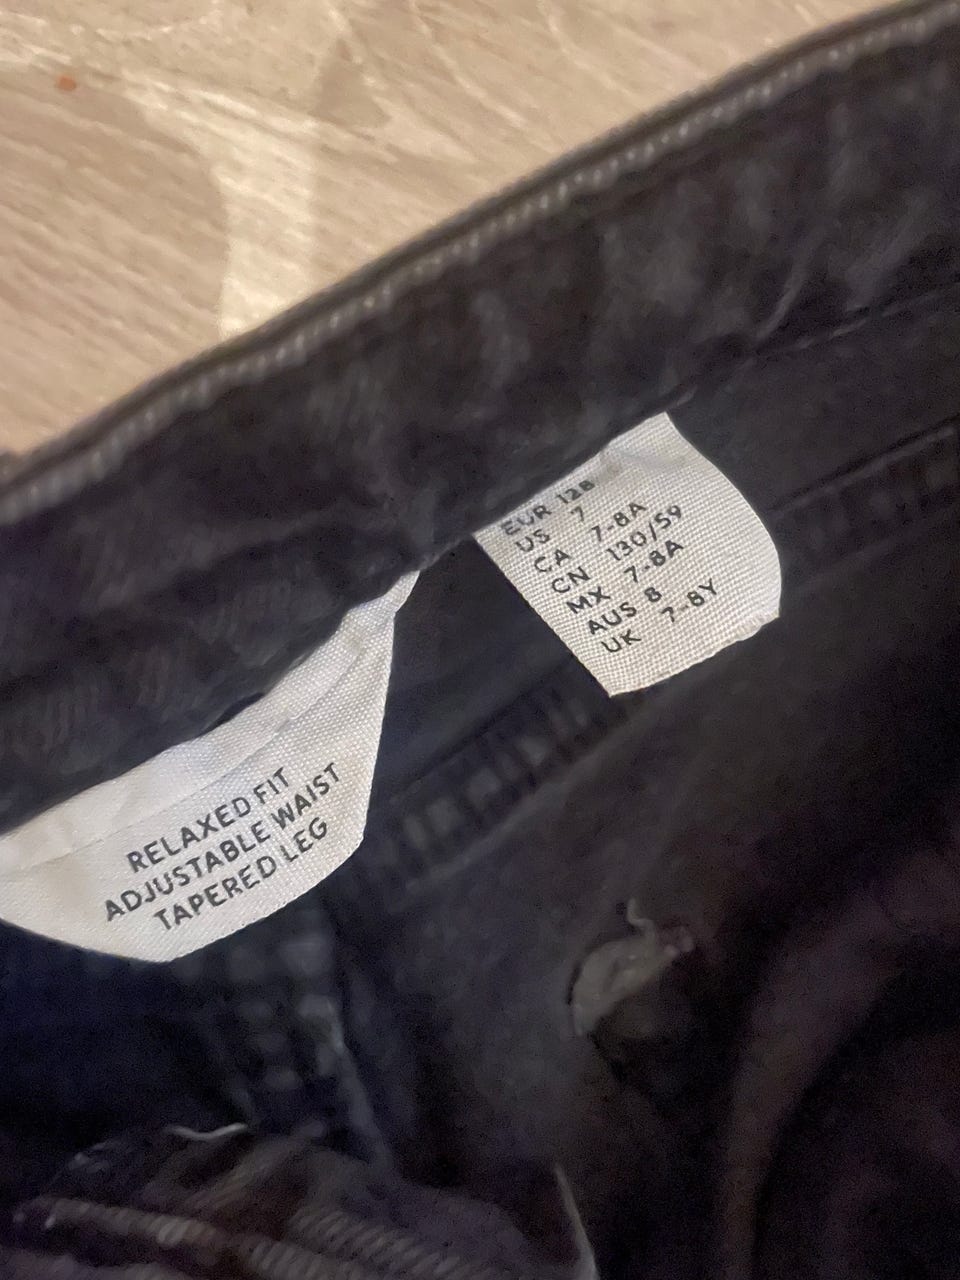 RELAXED FIT
ADJUSTABLE WAIST
TAPERED LEG
EUR 128
US 7
CA 7-8A
CN 130/59
MX 7-8A
AUS 8
UK 7-8Y